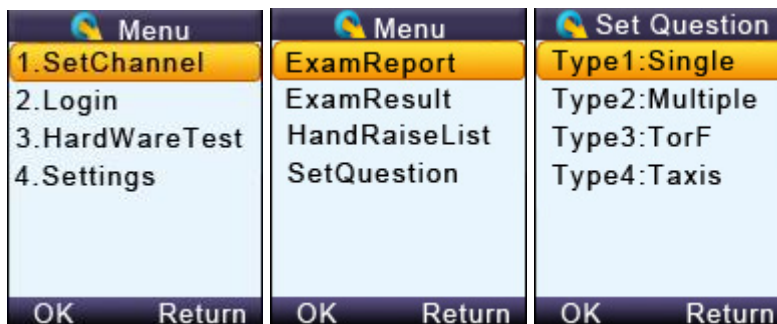 Menu
1.SetChannel
2.Login
3.HardWareTest
4.Settings
OK Return
Menu
ExamReport
ExamResult
HandRaiseList
SetQuestion
OK Return
Set Question
Type1:Single
Type2:Multiple
Type3:TorF
Type4:Taxis
OK Return